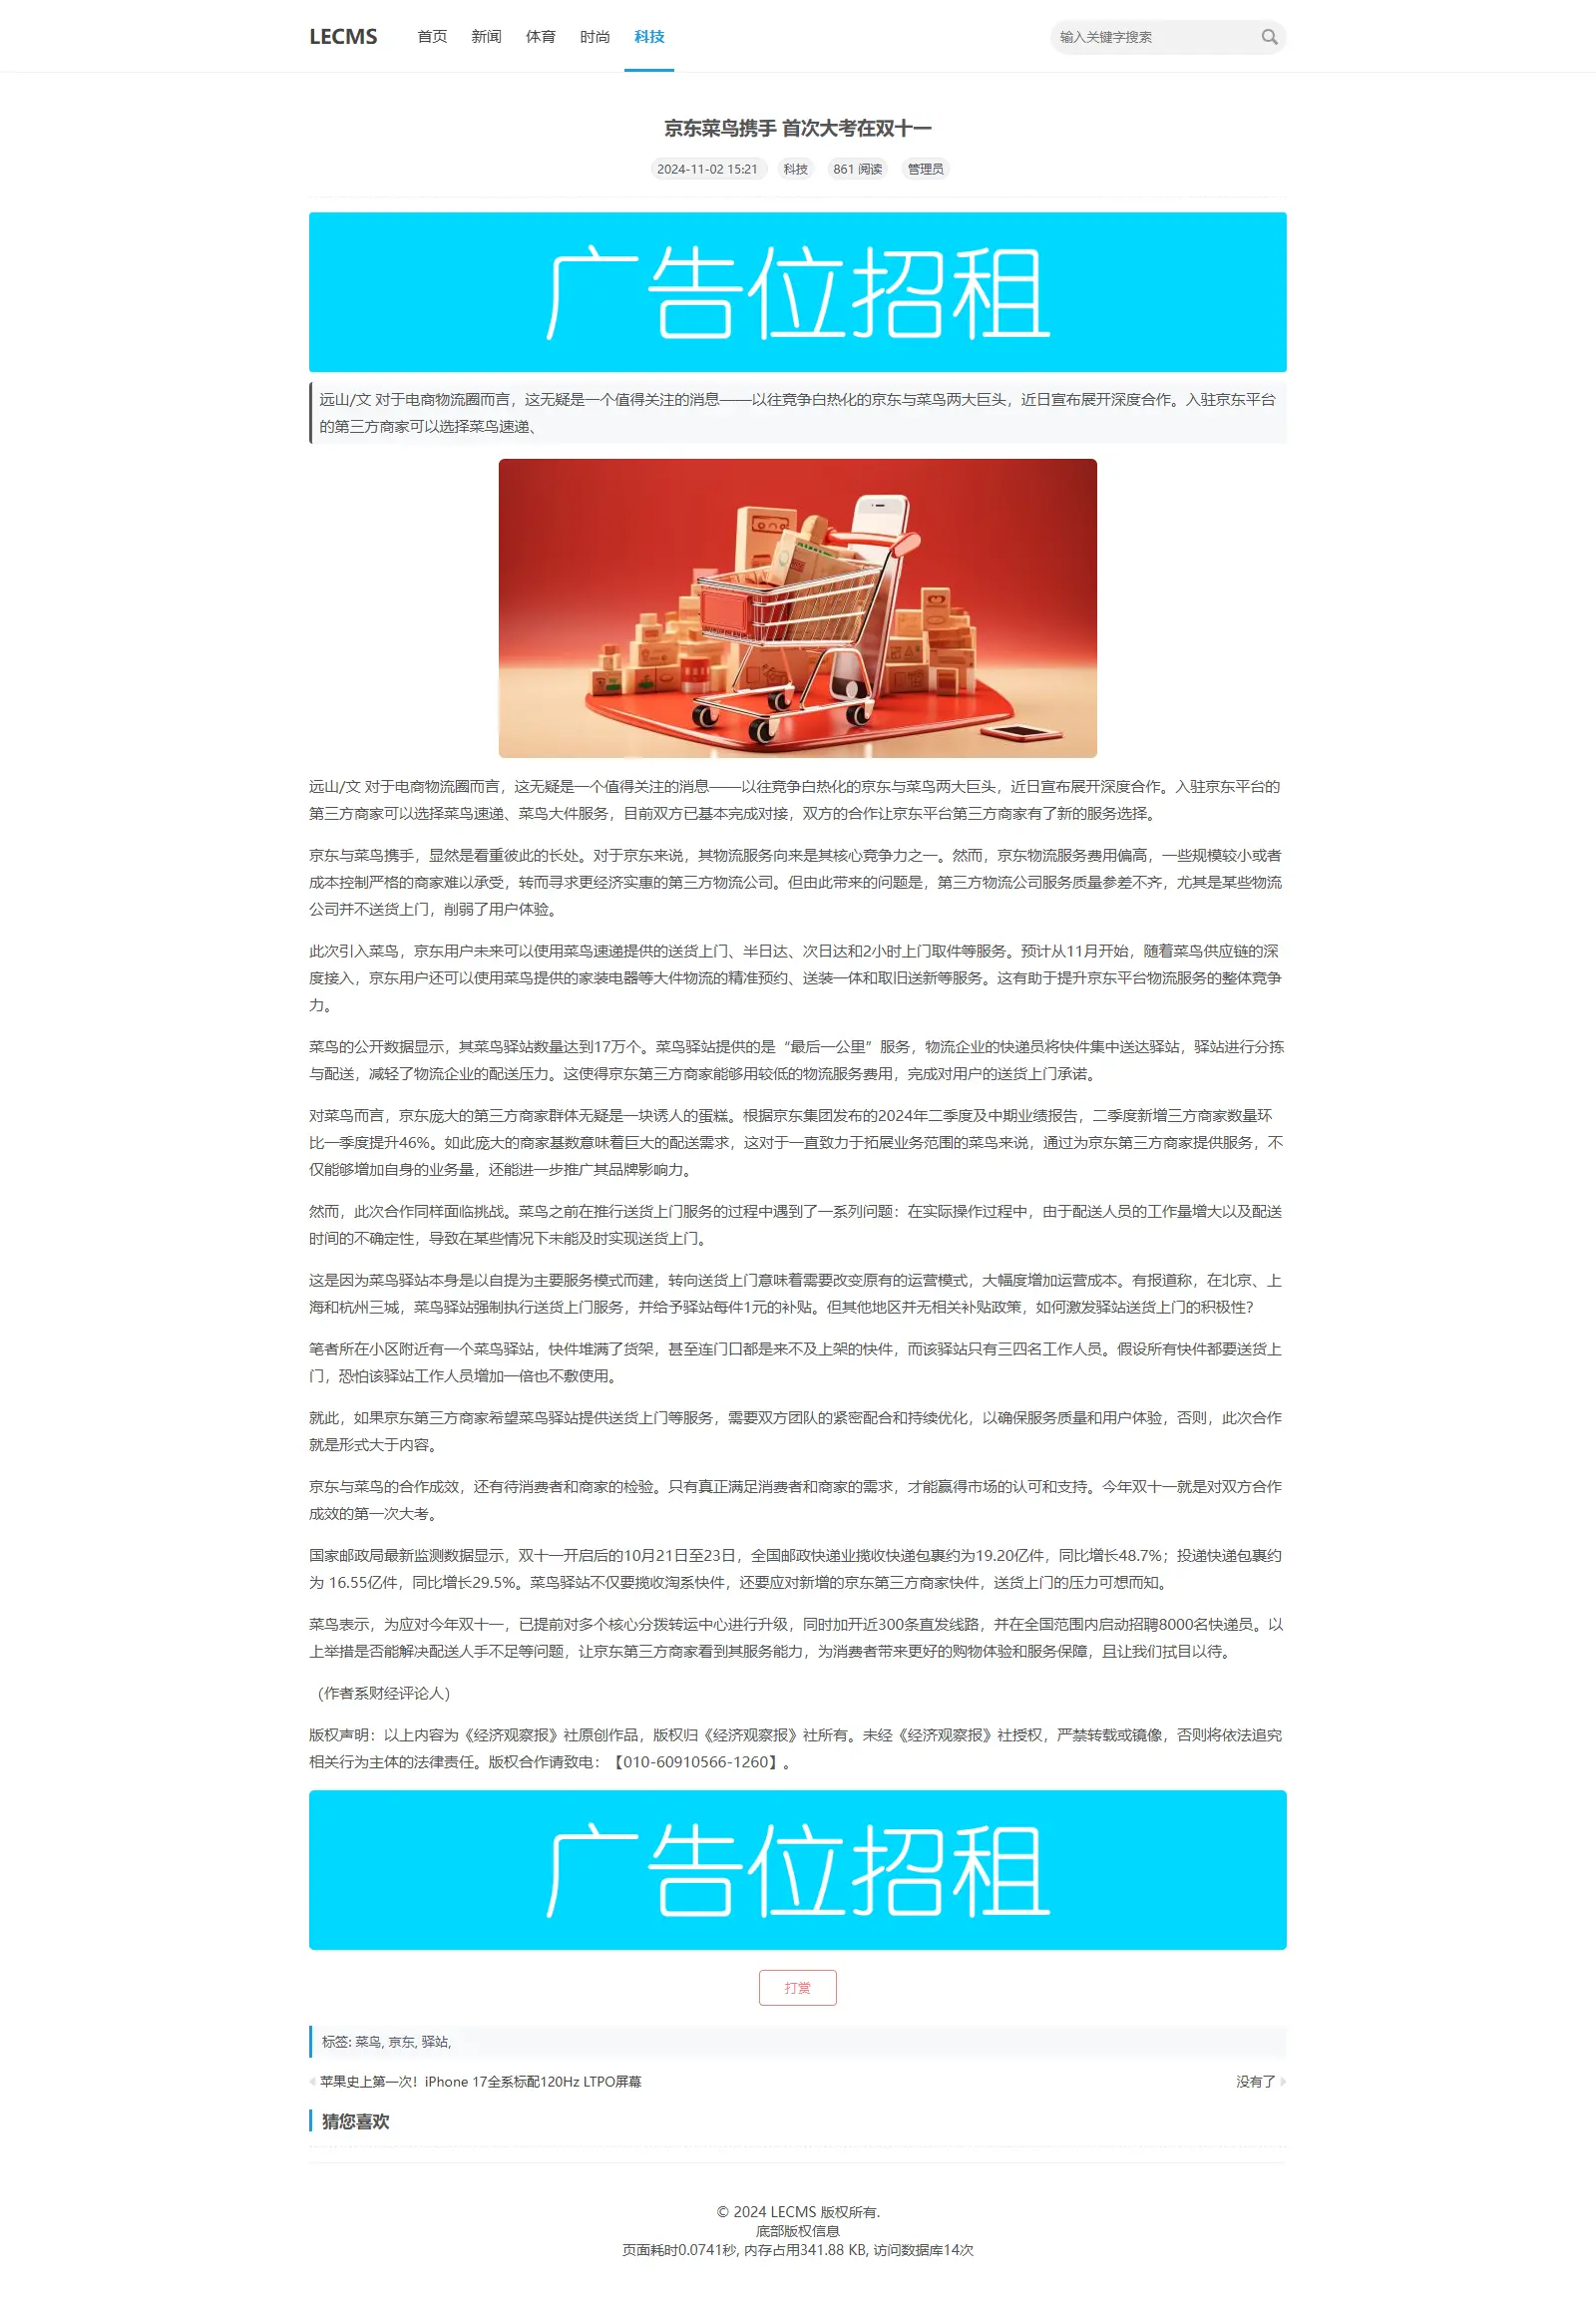 LECMS 首页 新闻 体育 时尚 科技 输入关键字搜索
京东菜鸟携手 首次大考在双十一
2024-11-02 15:21 科技 861 阅读 管理员
广告位招租
远山/文 对于电商物流圈而言，这无疑是一个值得关注的消息——以往竞争白热化的京东与菜鸟两大巨头，近日宣布展开深度合作。入驻京东平台
的第三方商家可以选择菜鸟速递、
远山/文 对于电商物流圈而言，这无疑是一个值得关注的消息——以往竞争白热化的京东与菜鸟两大巨头，近日宣布展开深度合作。入驻京东平台的
第三方商家可以选择菜鸟速递、菜鸟大件服务，目前双方已基本完成对接，双方的合作让京东平台第三方商家有了新的服务选择。
京东与菜鸟携手，显然是看重彼此的长处。对于京东来说，其物流服务向来是其核心竞争力之一。然而，京东物流服务费用偏高，一些规模较小或者
成本控制严格的商家难以承受，转而寻求更经济实惠的第三方物流公司。但由此带来的问题是，第三方物流公司服务质量参差不齐，尤其是某些物流
公司并不送货上门，削弱了用户体验。
此次引入菜鸟，京东用户未来可以使用菜鸟速递提供的送货上门、半日达、次日达和2小时上门取件等服务。预计从11月开始，随着菜鸟供应链的深
度接入，京东用户还可以使用菜鸟提供的家装电器等大件物流的精准预约、送装一体和取旧送新等服务。这有助于提升京东平台物流服务的整体竞争
力。
菜鸟的公开数据显示，其菜鸟驿站数量达到17万个。菜鸟驿站提供的是“最后一公里”服务，物流企业的快递员将快件集中送达驿站，驿站进行分拣
与配送，减轻了物流企业的配送压力。这使得京东第三方商家能够用较低的物流服务费用，完成对用户的送货上门承诺。
对菜鸟而言，京东庞大的第三方商家群体无疑是一块诱人的蛋糕。根据京东集团发布的2024年二季度及中期业绩报告，二季度新增三方商家数量环
比一季度提升46%。如此庞大的商家基数意味着巨大的配送需求，这对于一直致力于拓展业务范围的菜鸟来说，通过为京东第三方商家提供服务，不
仅能够增加自身的业务量，还能进一步推广其品牌影响力。
然而，此次合作同样面临挑战。菜鸟之前在推行送货上门服务的过程中遇到了一系列问题：在实际操作过程中，由于配送人员的工作量增大以及配送
时间的不确定性，导致在某些情况下未能及时实现送货上门。
这是因为菜鸟驿站本身是以自提为主要服务模式而建，转向送货上门意味着需要改变原有的运营模式，大幅度增加运营成本。有报道称，在北京、上
海和杭州三城，菜鸟驿站强制执行送货上门服务，并给予驿站每件1元的补贴。但其他地区并无相关补贴政策，如何激发驿站送货上门的积极性？
笔者所在小区附近有一个菜鸟驿站，快件堆满了货架，甚至连门口都是来不及上架的快件，而该驿站只有三四名工作人员。假设所有快件都要送货上
门，恐怕该驿站工作人员增加一倍也不敷使用。
就此，如果京东第三方商家希望菜鸟驿站提供送货上门等服务，需要双方团队的紧密配合和持续优化，以确保服务质量和用户体验，否则，此次合作
就是形式大于内容。
京东与菜鸟的合作成效，还有待消费者和商家的检验。只有真正满足消费者和商家的需求，才能赢得市场的认可和支持。今年双十一就是对双方合作
成效的第一次大考。
国家邮政局最新监测数据显示，双十一开启后的10月21日至23日，全国邮政快递业揽收快递包裹约为19.20亿件，同比增长48.7%；投递快递包裹约
为 16.55亿件，同比增长29.5%。菜鸟驿站不仅要揽收淘系快件，还要应对新增的京东第三方商家快件，送货上门的压力可想而知。
菜鸟表示，为应对今年双十一，已提前对多个核心分拨转运中心进行升级，同时加开近300条直发线路，并在全国范围内启动招聘8000名快递员。以
上举措是否能解决配送人手不足等问题，让京东第三方商家看到其服务能力，为消费者带来更好的购物体验和服务保障，且让我们拭目以待。
（作者系财经评论人）
版权声明：以上内容为《经济观察报》社原创作品，版权归《经济观察报》社所有。未经《经济观察报》社授权，严禁转载或镜像，否则将依法追究
相关行为主体的法律责任。版权合作请致电：【010-60910566-1260】。
广告位招租
打赏
标签: 菜鸟, 京东, 驿站,
苹果史上第一次！iPhone 17全系标配120Hz LTPO屏幕 没有了
猜您喜欢
© 2024 LECMS 版权所有.
底部版权信息
页面耗时0.0741秒, 内存占用341.88 KB, 访问数据库14次